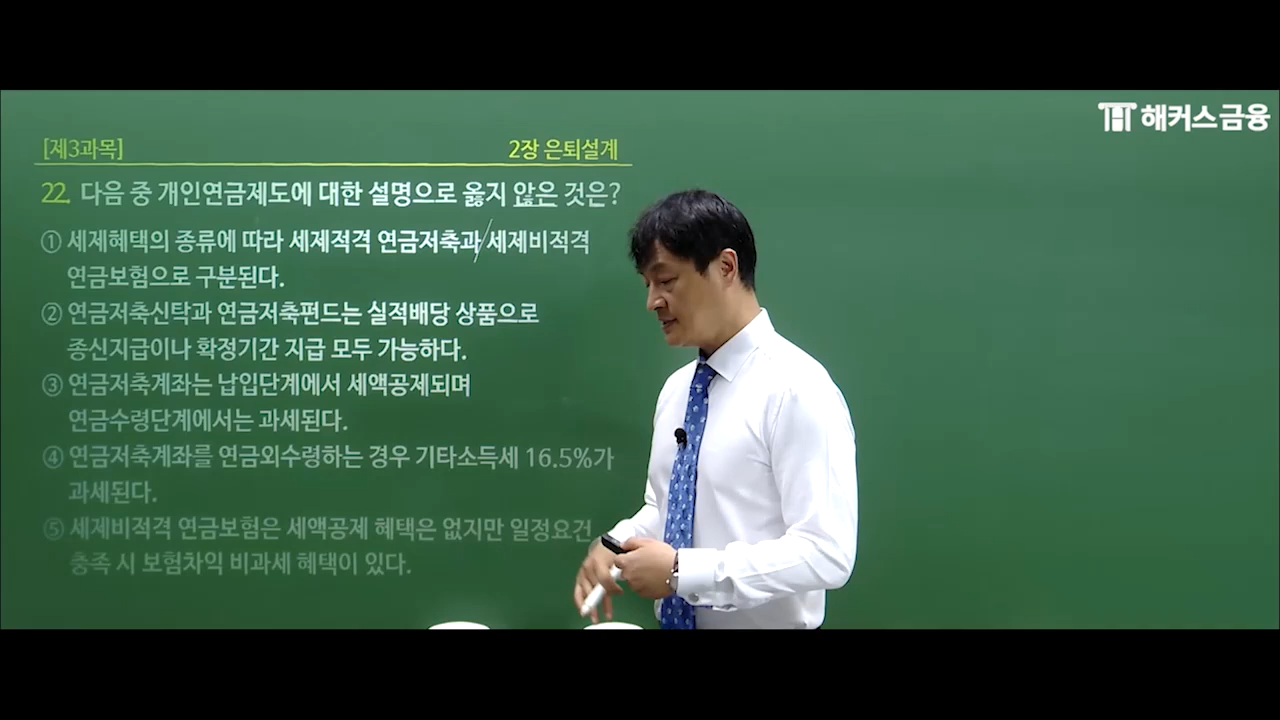 해커스금융
[제3과목] 2장 은퇴설계
22. 다음 중 개인연금제도에 대한 설명으로 옳지 않은 것은?
① 세제혜택의 종류에 따라 세제적격 연금저축과/세제비적격
연금보험으로 구분된다.
② 연금저축신탁과 연금저축펀드는 실적배당 상품으로
종신지급이나 확정기간 지급 모두 가능하다.
③ 연금저축계좌는 납입단계에서 세액공제되며
연금수령단계에서는 과세된다.
④ 연금저축계좌를 연금외수령하는 경우 기타소득세 16.5%가
과세된다.
⑤ 세제비적격 연금보험은 세액공제 혜택은 없지만 일정요건
충족 시 보험차익 비과세 혜택이 있다.